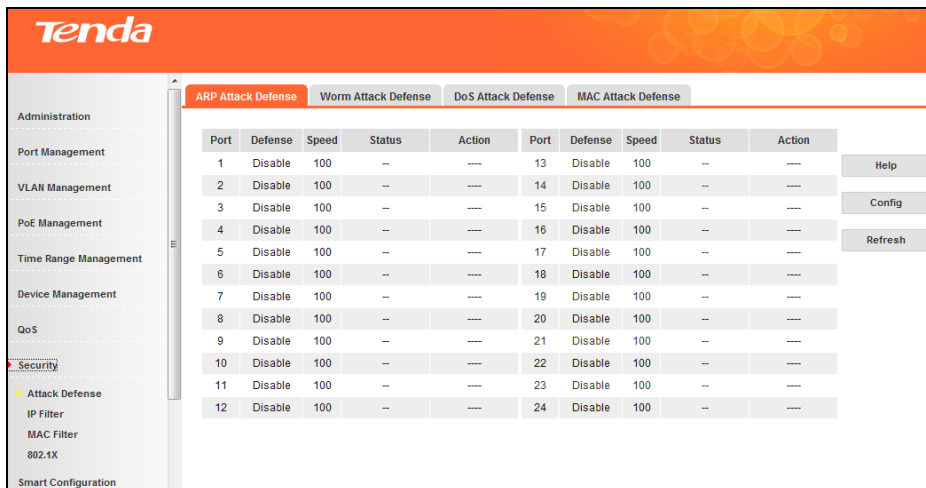 Tenda
ARP Attack Defense Worm Attack Defense DoS Attack Defense MAC Attack Defense
Administration
Port Management
VLAN Management
PoE Management
Time Range Management
Device Management
QoS
Security
Attack Defense
IP Filter
MAC Filter
802.1X
Smart Configuration
Port Defense Speed Status Action Port Defense Speed Status Action
1 Disable 100 -- ---- 13 Disable 100 -- ----
2 Disable 100 -- ---- 14 Disable 100 -- ----
3 Disable 100 -- ---- 15 Disable 100 -- ----
4 Disable 100 -- ---- 16 Disable 100 -- ----
5 Disable 100 -- ---- 17 Disable 100 -- ----
6 Disable 100 -- ---- 18 Disable 100 -- ----
7 Disable 100 -- ---- 19 Disable 100 -- ----
8 Disable 100 -- ---- 20 Disable 100 -- ----
9 Disable 100 -- ---- 21 Disable 100 -- ----
10 Disable 100 -- ---- 22 Disable 100 -- ----
11 Disable 100 -- ---- 23 Disable 100 -- ----
12 Disable 100 -- ---- 24 Disable 100 -- ----
Help
Config
Refresh